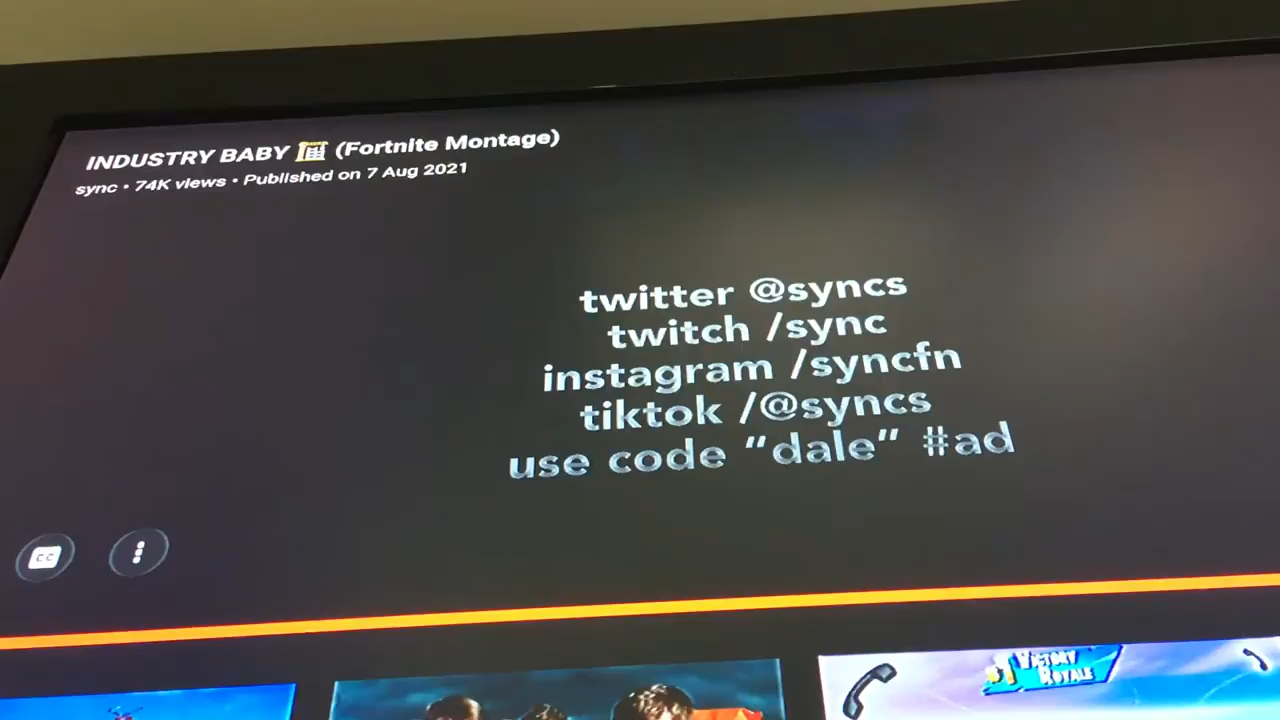 INDUSTRY BABY 🏭 (Fortnite Montage)
sync • 74K views • Published on 7 Aug 2021
twitter @syncs
twitch /sync
instagram /syncfn
tiktok /@syncs
use code “dale” #ad
CC
#1 VICTORY
ROYALE